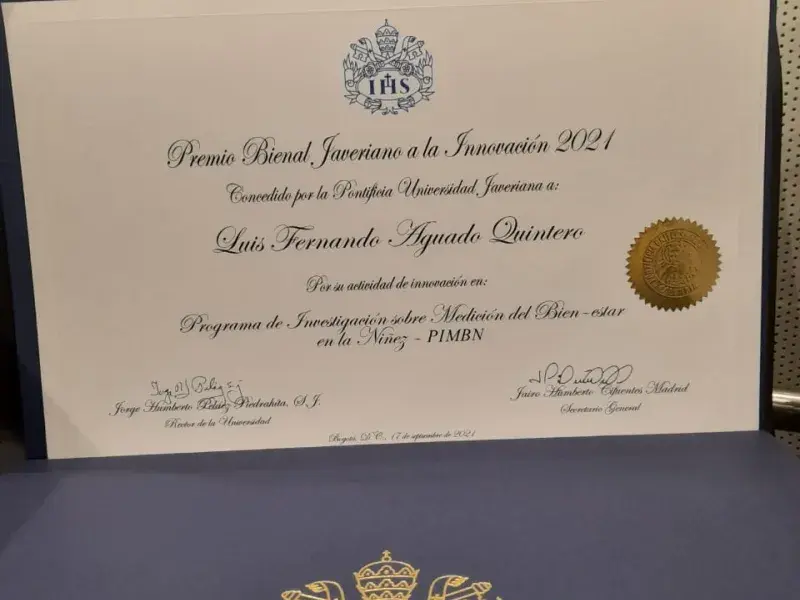 IHS
Premio Bienal Javeriano a la Innovación 2021
Concedido por la Pontificia Universidad Javeriana a:
Luis Fernando Aguado Quintero
Por su actividad de innovación en:
Programa de Investigación sobre Medición del Bien-estar
en la Niñez - PIMBN
Jorge Humberto Peláez Piedrahita, S.J.
Rector de la Universidad
Jairo Humberto Cifuentes Madrid
Secretario General
Bogotá, D.C., 17 de septiembre de 2021